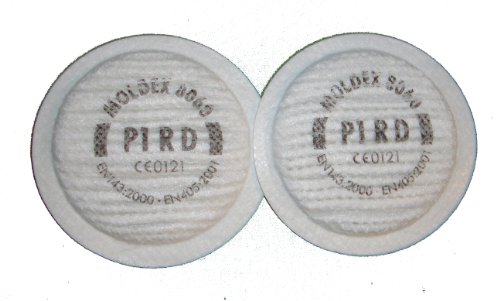 MOLDEX 8060
P1 R D
CE0121
EN143:2000 - EN405:2001
MOLDEX 8060
P1 R D
CE0121
EN143:2000 - EN405:2001